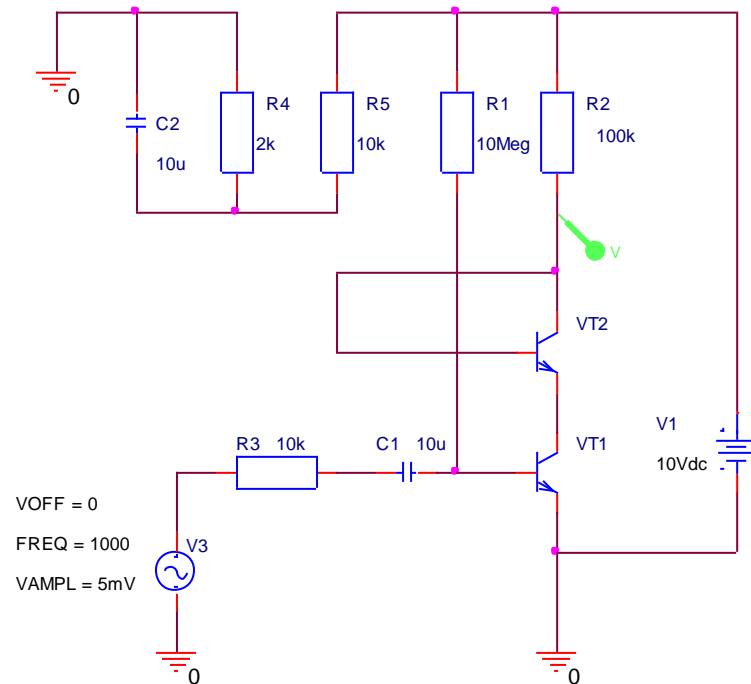 0
C2
10u
R4
2k
R5
10k
R1
10Meg
R2
100k
V
VT2
V1
10Vdc
R3 10k
C1 10u
VT1
VOFF = 0
FREQ = 1000
VAMPL = 5mV
V3
0
0